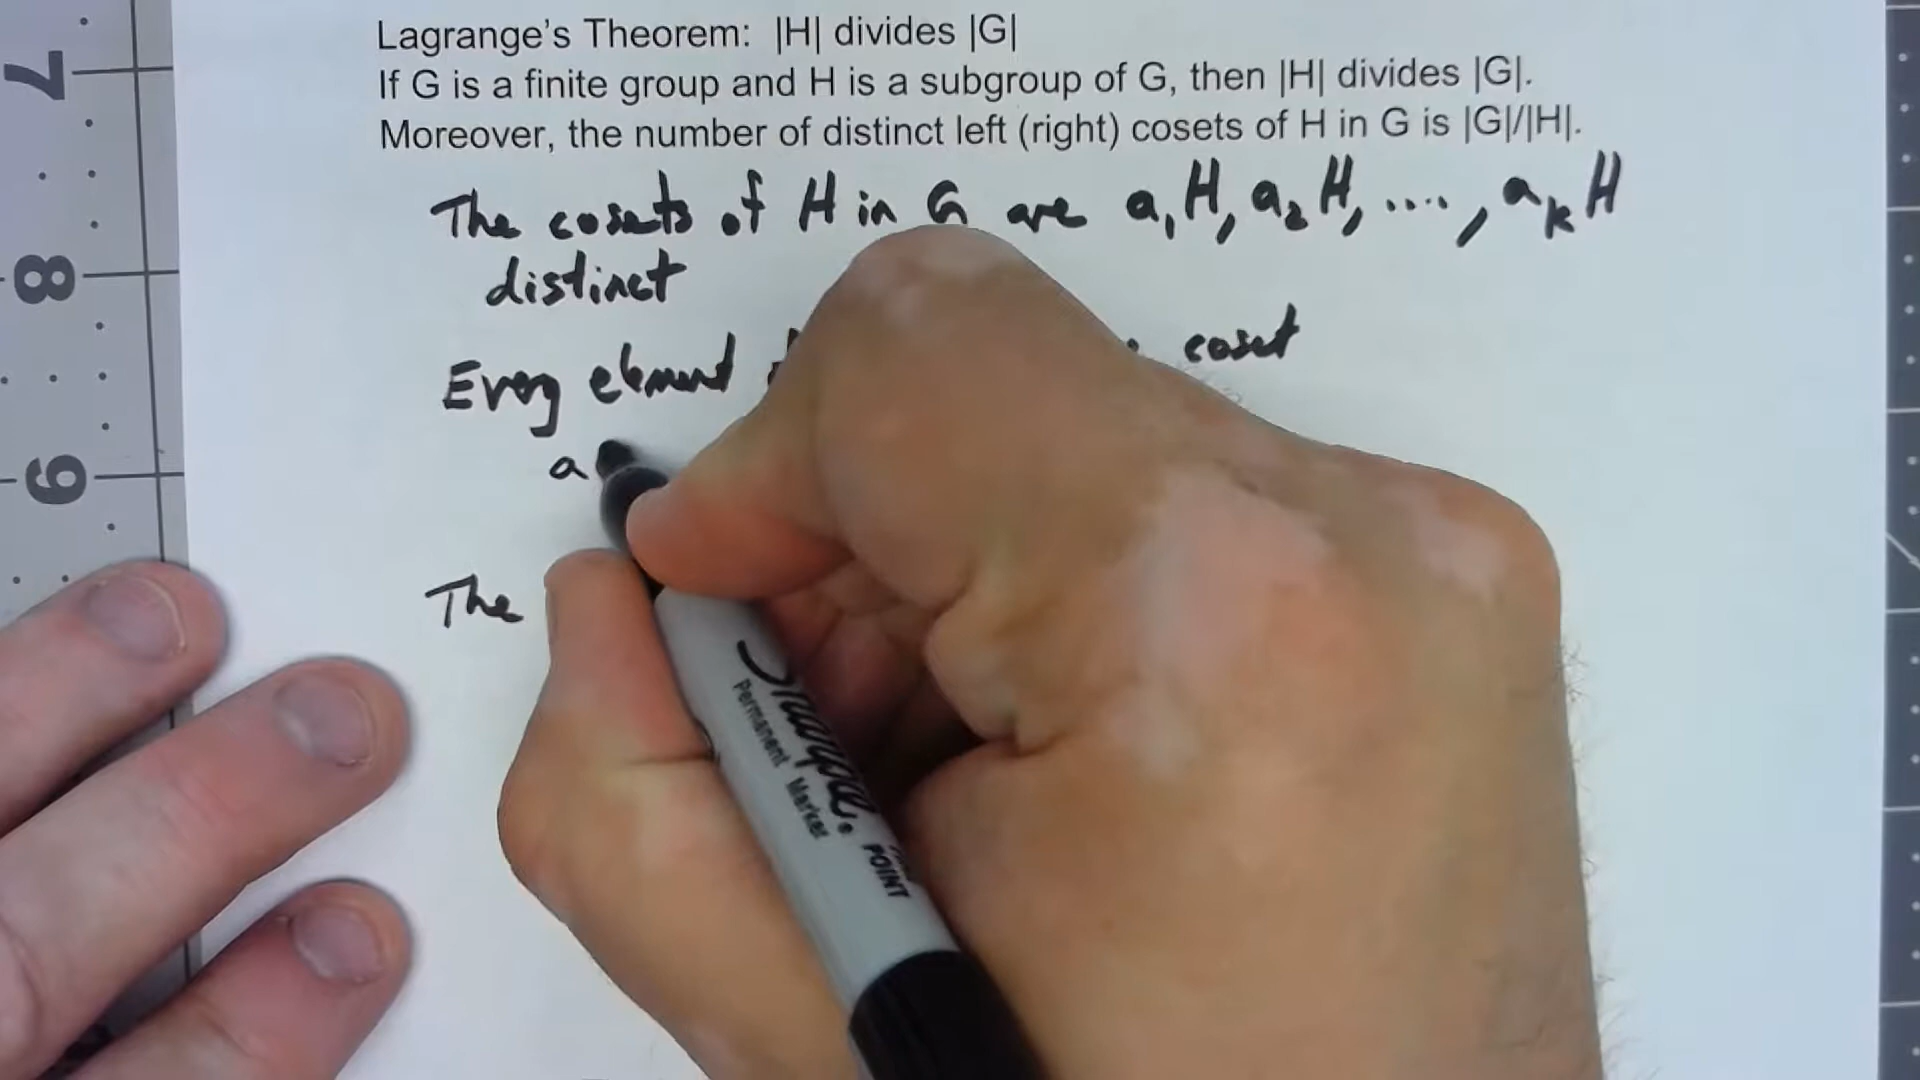 Lagrange's Theorem: |H| divides |G|
If G is a finite group and H is a subgroup of G, then |H| divides |G|.
Moreover, the number of distinct left (right) cosets of H in G is |G|/|H|.
The cosets of H in G are a₁H, a₂H, ...., aₖH
distinct
Every element coset
a
The
7
8
9
Sharpie.
Permanent Marker
POINT